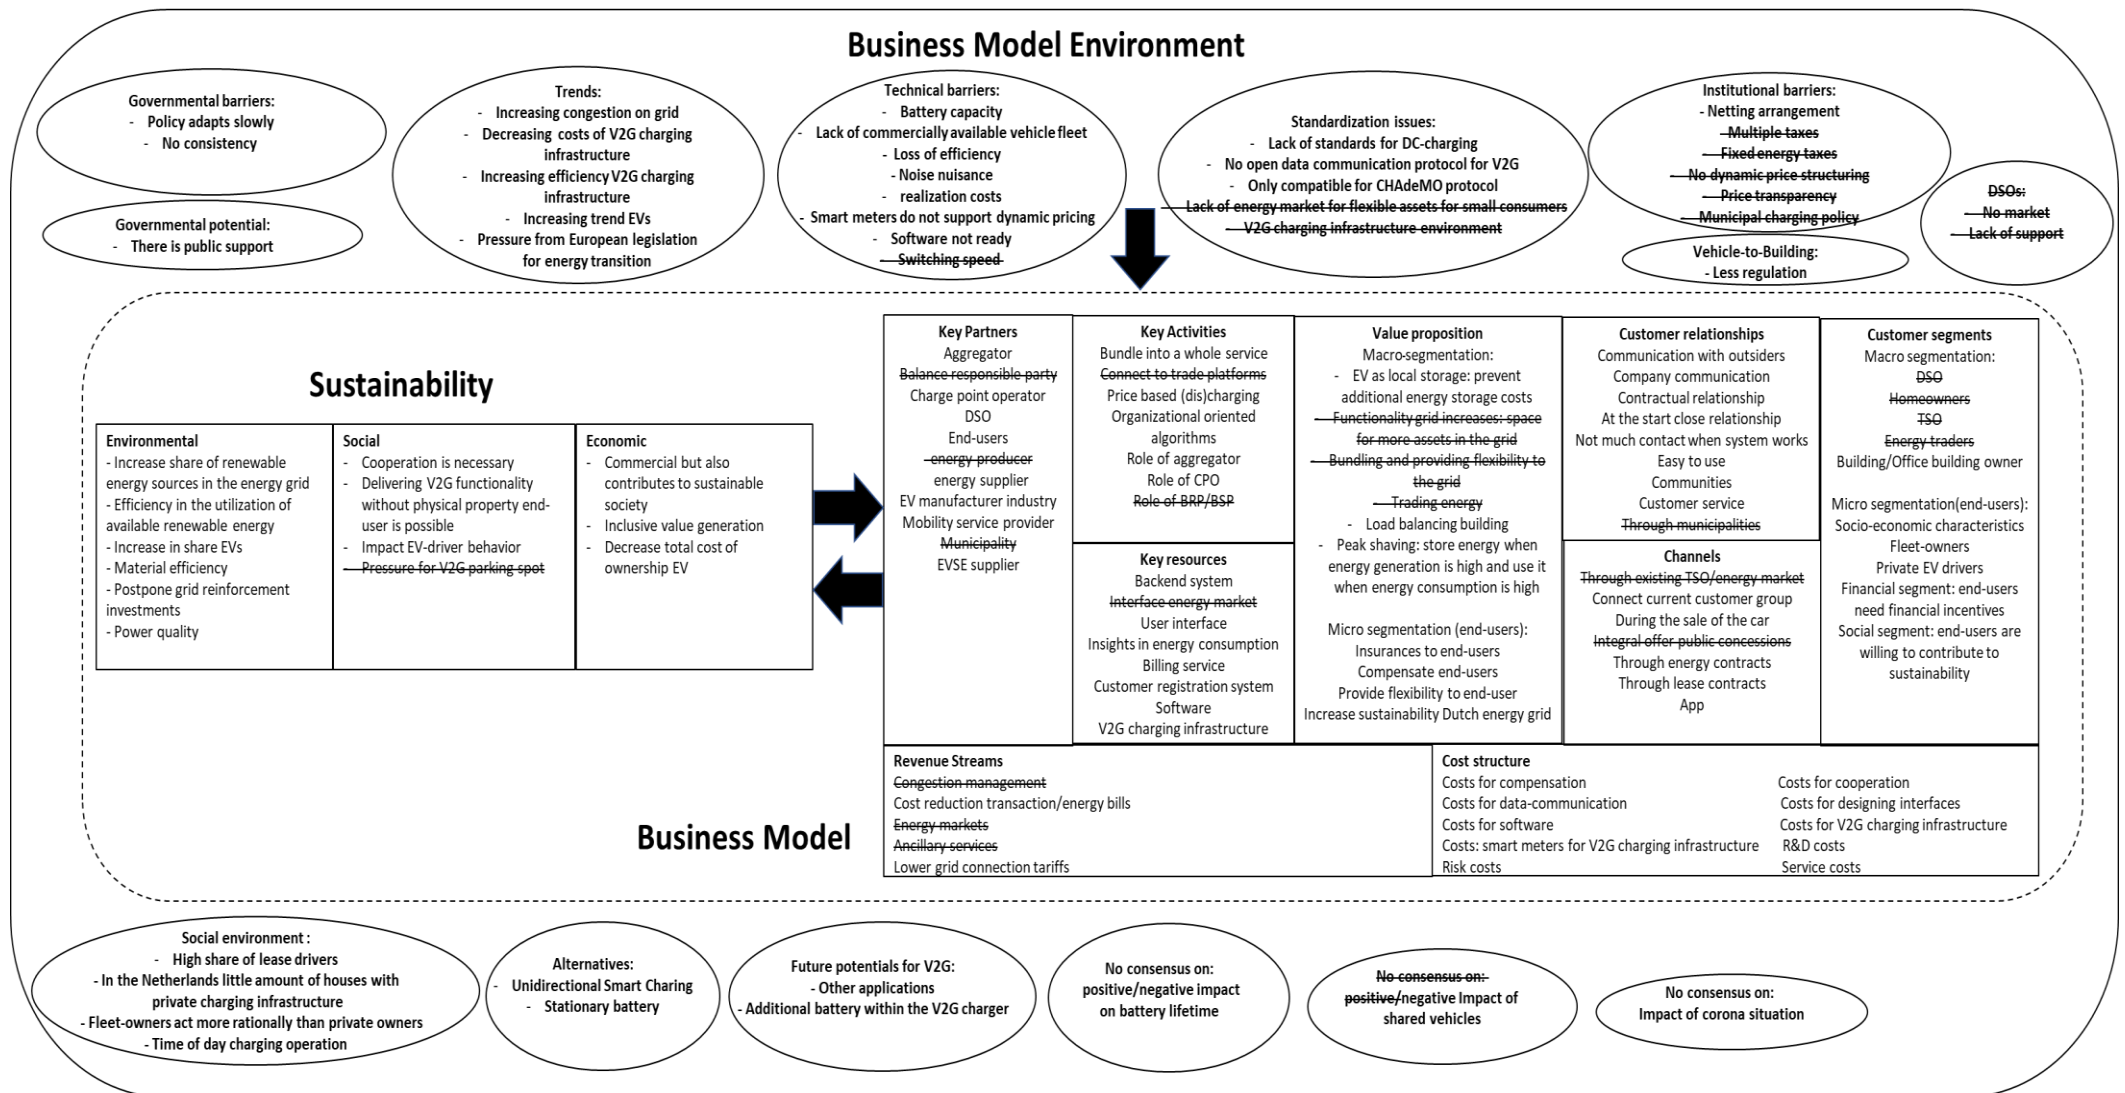 Business Model Environment
Governmental barriers:
- Policy adapts slowly
- No consistency
Governmental potential:
- There is public support
Trends:
- Increasing congestion on grid
- Decreasing costs of V2G charging
infrastructure
- Increasing efficiency V2G charging
infrastructure
- Increasing trend EVs
- Pressure from European legislation
for energy transition
Technical barriers:
- Battery capacity
- Lack of commercially available vehicle fleet
- Loss of efficiency
- Noise nuisance
- realization costs
- Smart meters do not support dynamic pricing
- Software not ready
- Switching speed
Standardization issues:
- Lack of standards for DC-charging
- No open data communication protocol for V2G
- Only compatible for CHAdeMO protocol
- Lack of energy market for flexible assets for small consumers
- V2G charging infrastructure environment
Institutional barriers:
- Netting arrangement
- Multiple taxes
- Fixed energy taxes
- No dynamic price structuring
- Price transparency
- Municipal charging policy
Vehicle-to-Building:
- Less regulation
DSOs:
- No market
- Lack of support
Sustainability
Environmental
- Increase share of renewable
energy sources in the energy grid
- Efficiency in the utilization of
available renewable energy
- Increase in share EVs
- Material efficiency
- Postpone grid reinforcement
investments
- Power quality
Social
- Cooperation is necessary
- Delivering V2G functionality
without physical property end-
user is possible
- Impact EV-driver behavior
- Pressure for V2G parking spot
Economic
- Commercial but also
contributes to sustainable
society
- Inclusive value generation
- Decrease total cost of
ownership EV
Business Model
Key Partners
Aggregator
Balance responsible party
Charge point operator
DSO
End-users
energy producer
energy supplier
EV manufacturer industry
Mobility service provider
Municipality
EVSE supplier
Key Activities
Bundle into a whole service
Connect to trade platforms
Price based (dis)charging
Organizational oriented
algorithms
Role of aggregator
Role of CPO
Role of BRP/BSP
Key resources
Backend system
Interface energy market
User interface
Insights in energy consumption
Billing service
Customer registration system
Software
V2G charging infrastructure
Value proposition
Macro-segmentation:
- EV as local storage: prevent
additional energy storage costs
- Functionality grid increases: space
for more assets in the grid
- Bundling and providing flexibility to
the grid
- Trading energy
- Load balancing building
- Peak shaving: store energy when
energy generation is high and use it
when energy consumption is high
Micro segmentation (end-users):
Insurances to end-users
Compensate end-users
Provide flexibility to end-user
Increase sustainability Dutch energy grid
Customer relationships
Communication with outsiders
Company communication
Contractual relationship
At the start close relationship
Not much contact when system works
Easy to use
Communities
Customer service
Through municipalities
Channels
Through existing TSO/energy market
Connect current customer group
During the sale of the car
Integral offer public concessions
Through energy contracts
Through lease contracts
App
Customer segments
Macro segmentation:
DSO
Homeowners
TSO
Energy traders
Building/Office building owner
Micro segmentation(end-users):
Socio-economic characteristics
Fleet-owners
Private EV drivers
Financial segment: end-users
need financial incentives
Social segment: end-users are
willing to contribute to
sustainability
Revenue Streams
Congestion management
Cost reduction transaction/energy bills
Energy markets
Ancillary services
Lower grid connection tariffs
Cost structure
Costs for compensation
Costs for data-communication
Costs for software
Costs: smart meters for V2G charging infrastructure
Risk costs
Costs for cooperation
Costs for designing interfaces
Costs for V2G charging infrastructure
R&D costs
Service costs
Social environment :
- High share of lease drivers
- In the Netherlands little amount of houses with
private charging infrastructure
- Fleet-owners act more rationally than private owners
- Time of day charging operation
Alternatives:
- Unidirectional Smart Charing
- Stationary battery
Future potentials for V2G:
- Other applications
- Additional battery within the V2G charger
No consensus on:
positive/negative impact
on battery lifetime
No consensus on:
positive/negative Impact of
shared vehicles
No consensus on:
Impact of corona situation